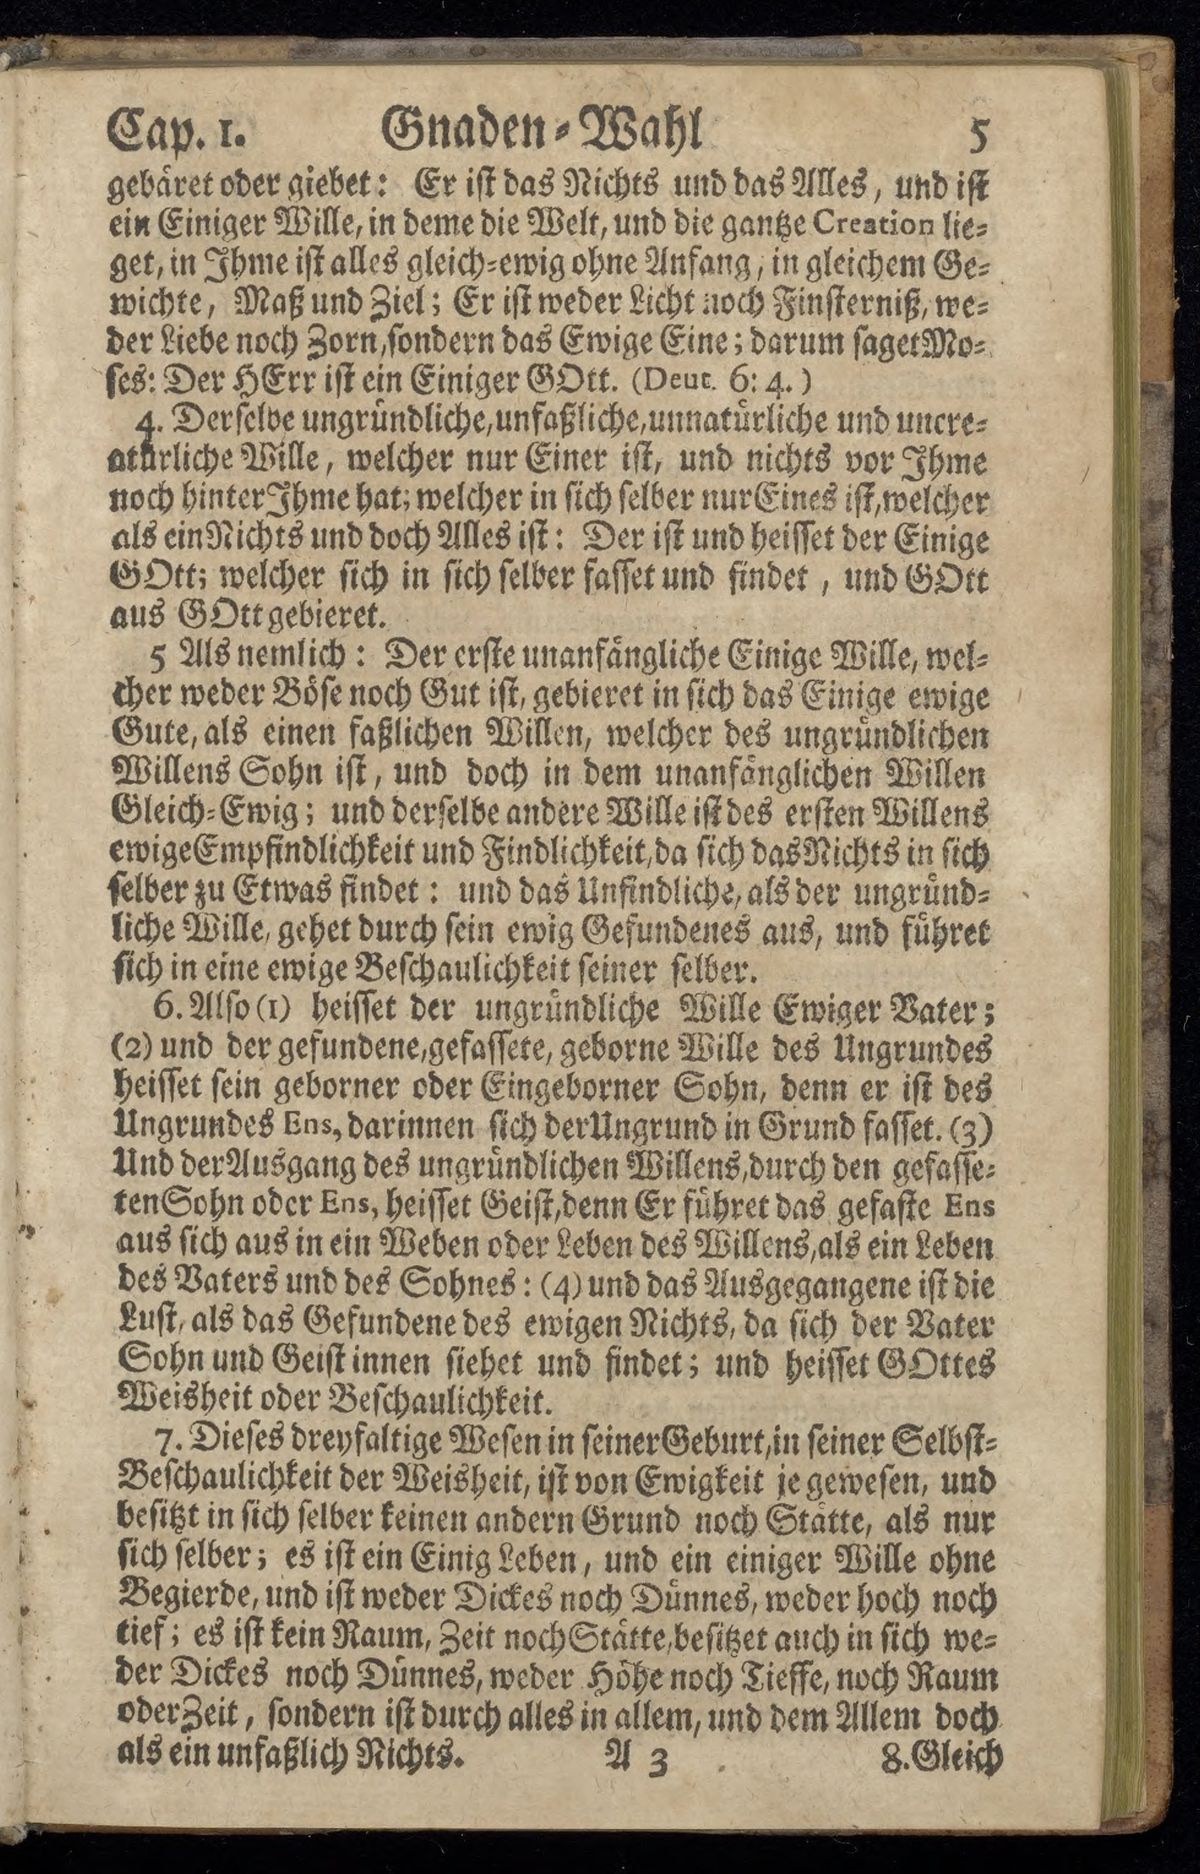 Cap. 1. Gnaden-Wahl 5
gebäret oder giebet: Er ist das Nichts und das Alles, und ist
ein Einiger Wille, in deme die Welt, und die gantze Creation lie-
get, in Ihme ist alles gleich-ewig ohne Anfang, in gleichem Ge-
wichte, Maß und Ziel; Er ist weder Licht noch Finsterniß, we-
der Liebe noch Zorn, sondern das Ewige Eine; darum saget Mo-
ses: Der HErr ist ein Einiger GOtt. (Deut. 6: 4.)
4. Derselbe ungründliche, unfaßliche, unnatürliche und uncre-
atürliche Wille, welcher nur Einer ist, und nichts vor Ihme
noch hinter Ihme hat; welcher in sich selber nur Eines ist, welcher
als ein Nichts und doch Alles ist: Der ist und heisset der Einige
GOtt; welcher sich in sich selber fasset und findet, und GOtt
aus GOtt gebieret.
5 Als nemlich: Der erste unanfängliche Einige Wille, wel-
cher weder Böse noch Gut ist, gebieret in sich das Einige ewige
Gute, als einen faßlichen Willen, welcher des ungründlichen
Willens Sohn ist, und doch in dem unanfänglichen Willen
Gleich-Ewig; und derselbe andere Wille ist des ersten Willens
ewige Empfindlichkeit und Findlichkeit, da sich das Nichts in sich
selber zu Etwas findet: und das Unfindliche, als der ungründ-
liche Wille, gehet durch sein ewig Gefundenes aus, und führet
sich in eine ewige Beschaulichkeit seiner selber.
6. Also (1) heisset der ungründliche Wille Ewiger Vater;
(2) und der gefundene, gefassete, geborne Wille des Ungrundes
heisset sein geborner oder Eingeborner Sohn, denn er ist des
Ungrundes Ens, darinnen sich der Ungrund in Grund fasset. (3)
Und der Ausgang des ungründlichen Willens, durch den gefasse-
ten Sohn oder Ens, heisset Geist, denn Er führet das gefaste Ens
aus sich aus in ein Weben oder Leben des Willens, als ein Leben
des Vaters und des Sohnes: (4) und das Ausgegangene ist die
Lust, als das Gefundene des ewigen Nichts, da sich der Vater
Sohn und Geist innen siehet und findet; und heisset GOttes
Weisheit oder Beschaulichkeit.
7. Dieses dreyfaltige Wesen in seiner Geburt, in seiner Selbst-
Beschaulichkeit der Weisheit, ist von Ewigkeit je gewesen, und
besitzt in sich selber keinen andern Grund noch Stätte, als nur
sich selber; es ist ein Einig Leben, und ein einiger Wille ohne
Begierde, und ist weder Dickes noch Dünnes, weder hoch noch
tief; es ist kein Raum, Zeit noch Stätte, besitzet auch in sich we-
der Dickes noch Dünnes, weder Höhe noch Tieffe, noch Raum
oder Zeit, sondern ist durch alles in allem, und dem Allem doch
als ein unfaßlich Nichts. A 3 8. Gleich